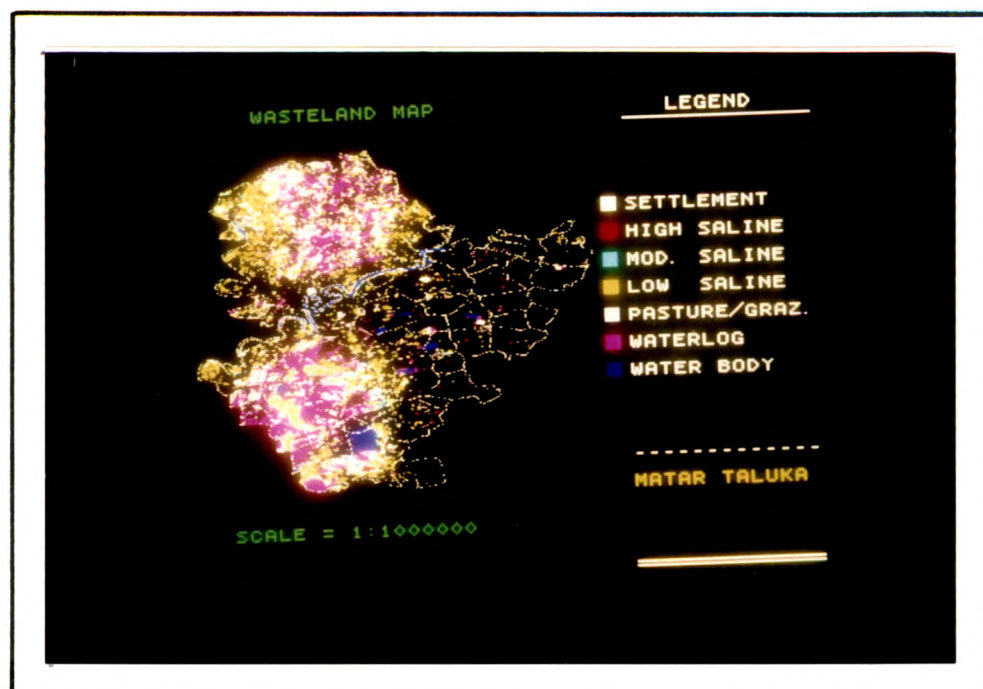 WASTELAND MAP
LEGEND
SETTLEMENT
HIGH SALINE
MOD. SALINE
LOW SALINE
PASTURE/GRAZ.
WATERLOG
WATER BODY
MATAR TALUKA
SCALE = 1:1000000